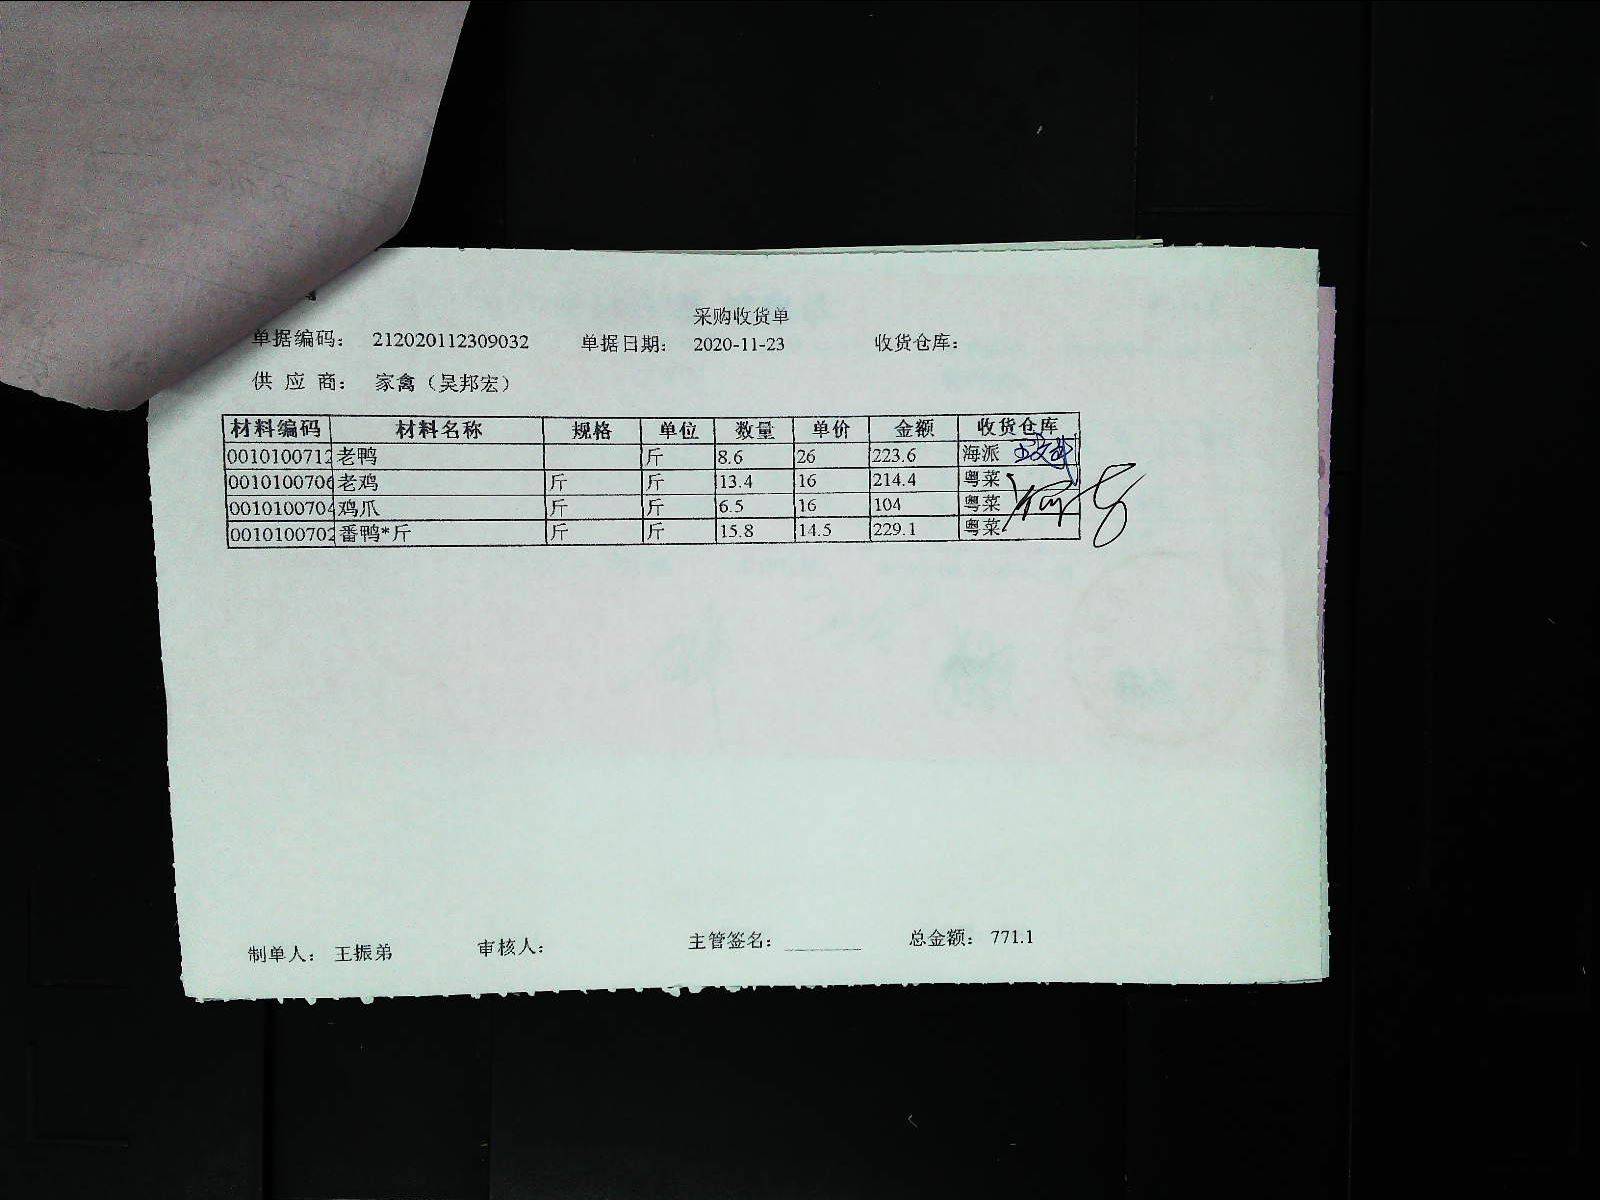 采购收货单
单据编码： 212020112309032 单据日期： 2020-11-23 收货仓库：
供 应 商： 家禽（吴邦宏）
材料编码 材料名称 规格 单位 数量 单价 金额 收货仓库
0010100712 老鸭 斤 8.6 26 223.6 海派
0010100706 老鸡 斤 斤 13.4 16 214.4 粤菜
0010100704 鸡爪 斤 斤 6.5 16 104 粤菜
0010100702 番鸭*斤 斤 斤 15.8 14.5 229.1 粤菜
制单人： 王振弟 审核人： 主管签名： 总金额： 771.1